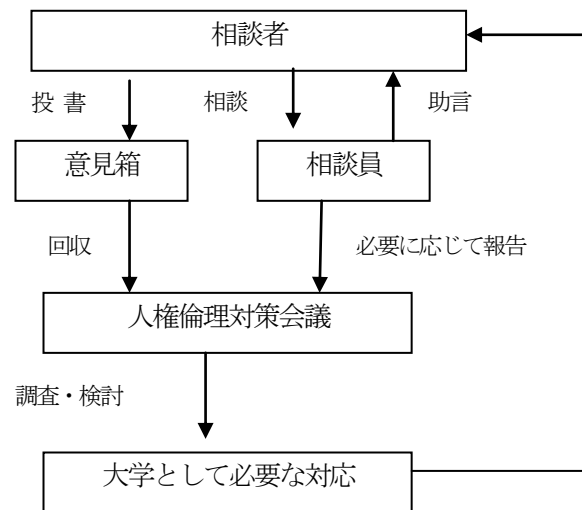 相談者
投 書
相談
助言
意見箱
相談員
回収
必要に応じて報告
人権倫理対策会議
調査・検討
大学として必要な対応